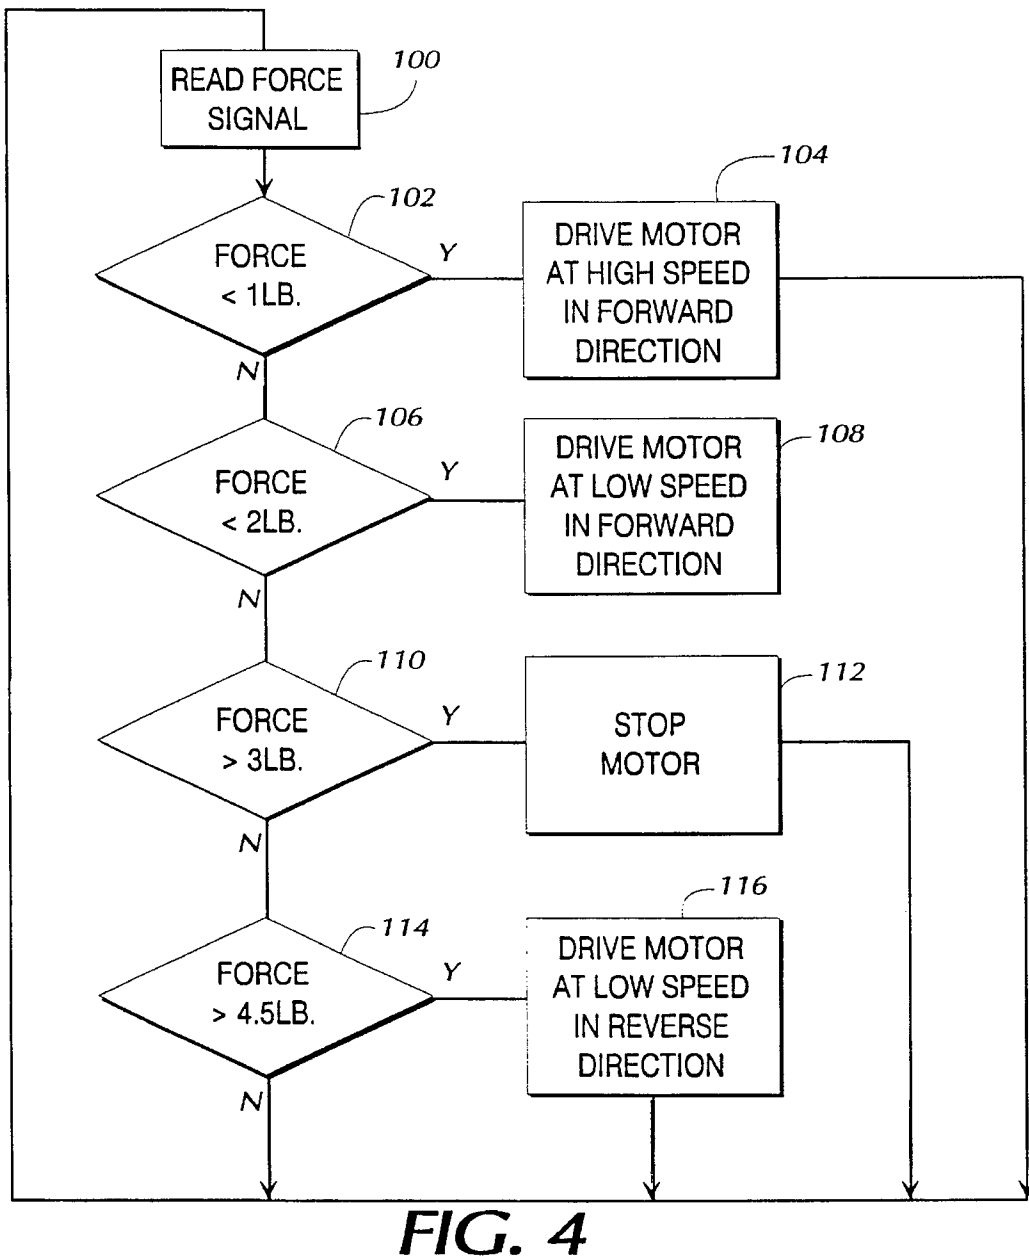 READ FORCE
SIGNAL
100
102
FORCE
< 1LB.
Y
N
104
DRIVE MOTOR
AT HIGH SPEED
IN FORWARD
DIRECTION
106
FORCE
< 2LB.
Y
N
108
DRIVE MOTOR
AT LOW SPEED
IN FORWARD
DIRECTION
110
FORCE
> 3LB.
Y
N
112
STOP
MOTOR
114
FORCE
> 4.5LB.
Y
N
116
DRIVE MOTOR
AT LOW SPEED
IN REVERSE
DIRECTION
FIG. 4